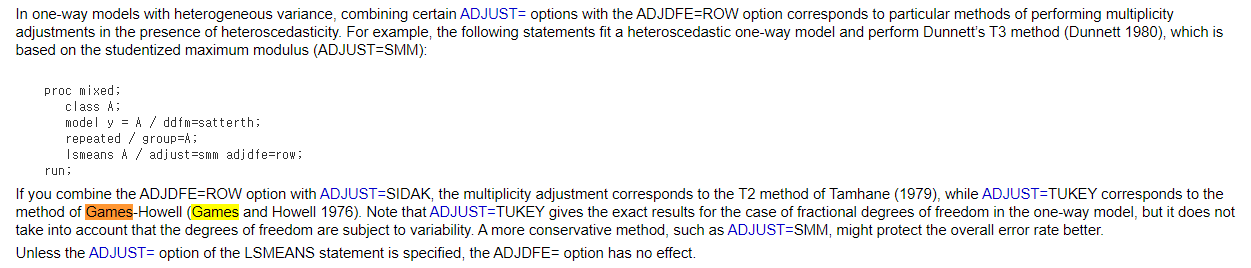 In one-way models with heterogeneous variance, combining certain ADJUST= options with the ADJDFE=ROW option corresponds to particular methods of performing multiplicity
adjustments in the presence of heteroscedasticity. For example, the following statements fit a heteroscedastic one-way model and perform Dunnett's T3 method (Dunnett 1980), which is
based on the studentized maximum modulus (ADJUST=SMM):
proc mixed;
class A;
model y = A / ddfm=satterth;
repeated / group=A;
lsmeans A / adjust=smm adjdfe=row;
run;
If you combine the ADJDFE=ROW option with ADJUST=SIDAK, the multiplicity adjustment corresponds to the T2 method of Tamhane (1979), while ADJUST=TUKEY corresponds to the
method of Games-Howell (Games and Howell 1976). Note that ADJUST=TUKEY gives the exact results for the case of fractional degrees of freedom in the one-way model, but it does not
take into account that the degrees of freedom are subject to variability. A more conservative method, such as ADJUST=SMM, might protect the overall error rate better.
Unless the ADJUST= option of the LSMEANS statement is specified, the ADJDFE= option has no effect.